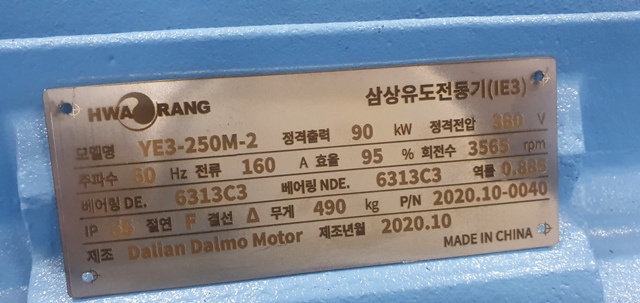 HWARANG 삼상유도전동기(IE3)
모델명 YE3-250M-2 정격출력 90 kW 정격전압 380 V
주파수 60 Hz 전류 160 A 효율 95 % 회전수 3565 rpm
베어링 DE. 6313C3 베어링 NDE. 6313C3 역률 0.885
IP 55 절연 F 결선 Δ 무게 490 kg P/N 2020.10-0040
제조 Dalian Daimo Motor 제조년월 2020.10
MADE IN CHINA